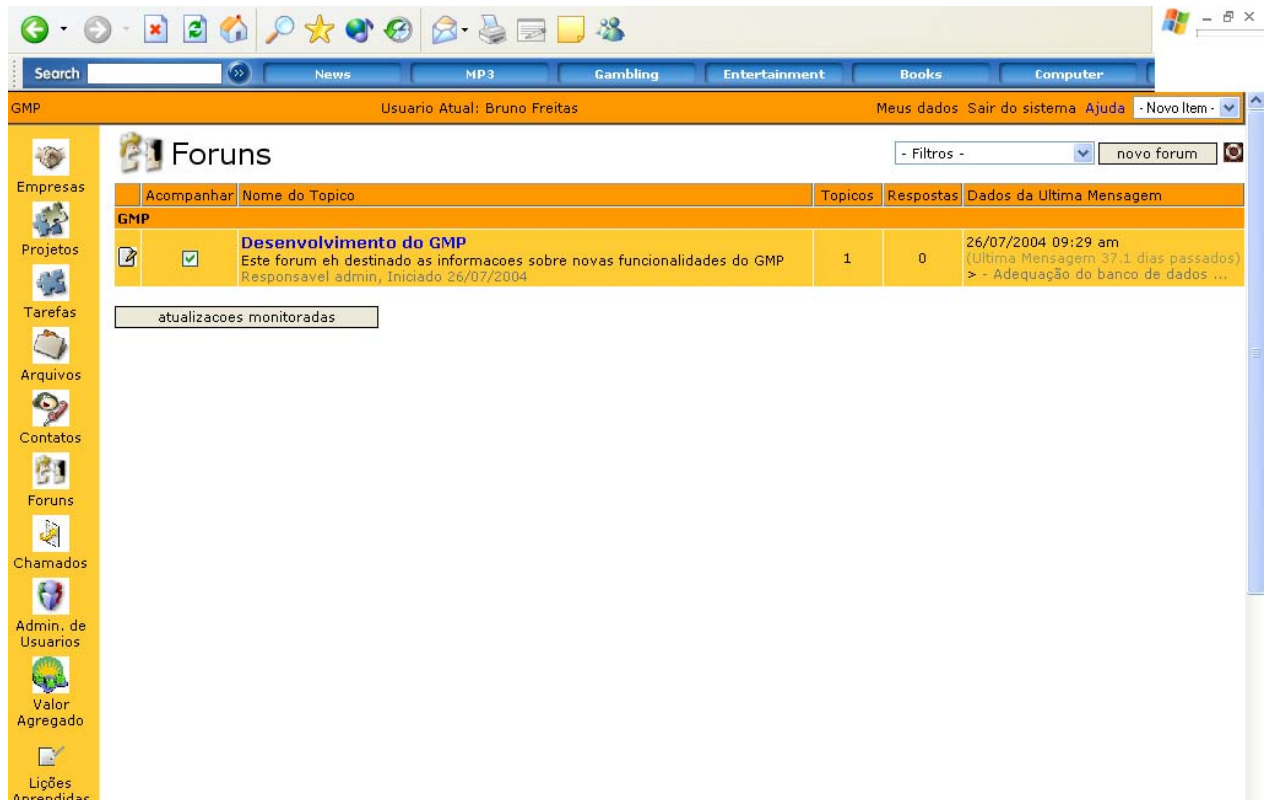 Search News MP3 Gambling Entertainment Books Computer
GMP Usuario Atual: Bruno Freitas Meus dados Sair do sistema Ajuda - Novo Item -
Foruns - Filtros - novo forum
Acompanhar Nome do Topico Topicos Respostas Dados da Ultima Mensagem
GMP
Desenvolvimento do GMP
Este forum eh destinado as informacoes sobre novas funcionalidades do GMP
Responsavel admin, Iniciado 26/07/2004
1 0
26/07/2004 09:29 am
(Ultima Mensagem 37.1 dias passados)
> - Adequação do banco de dados ...
atualizacoes monitoradas
Empresas
Projetos
Tarefas
Arquivos
Contatos
Foruns
Chamados
Admin. de
Usuarios
Valor
Agregado
Lições
Aprendidas